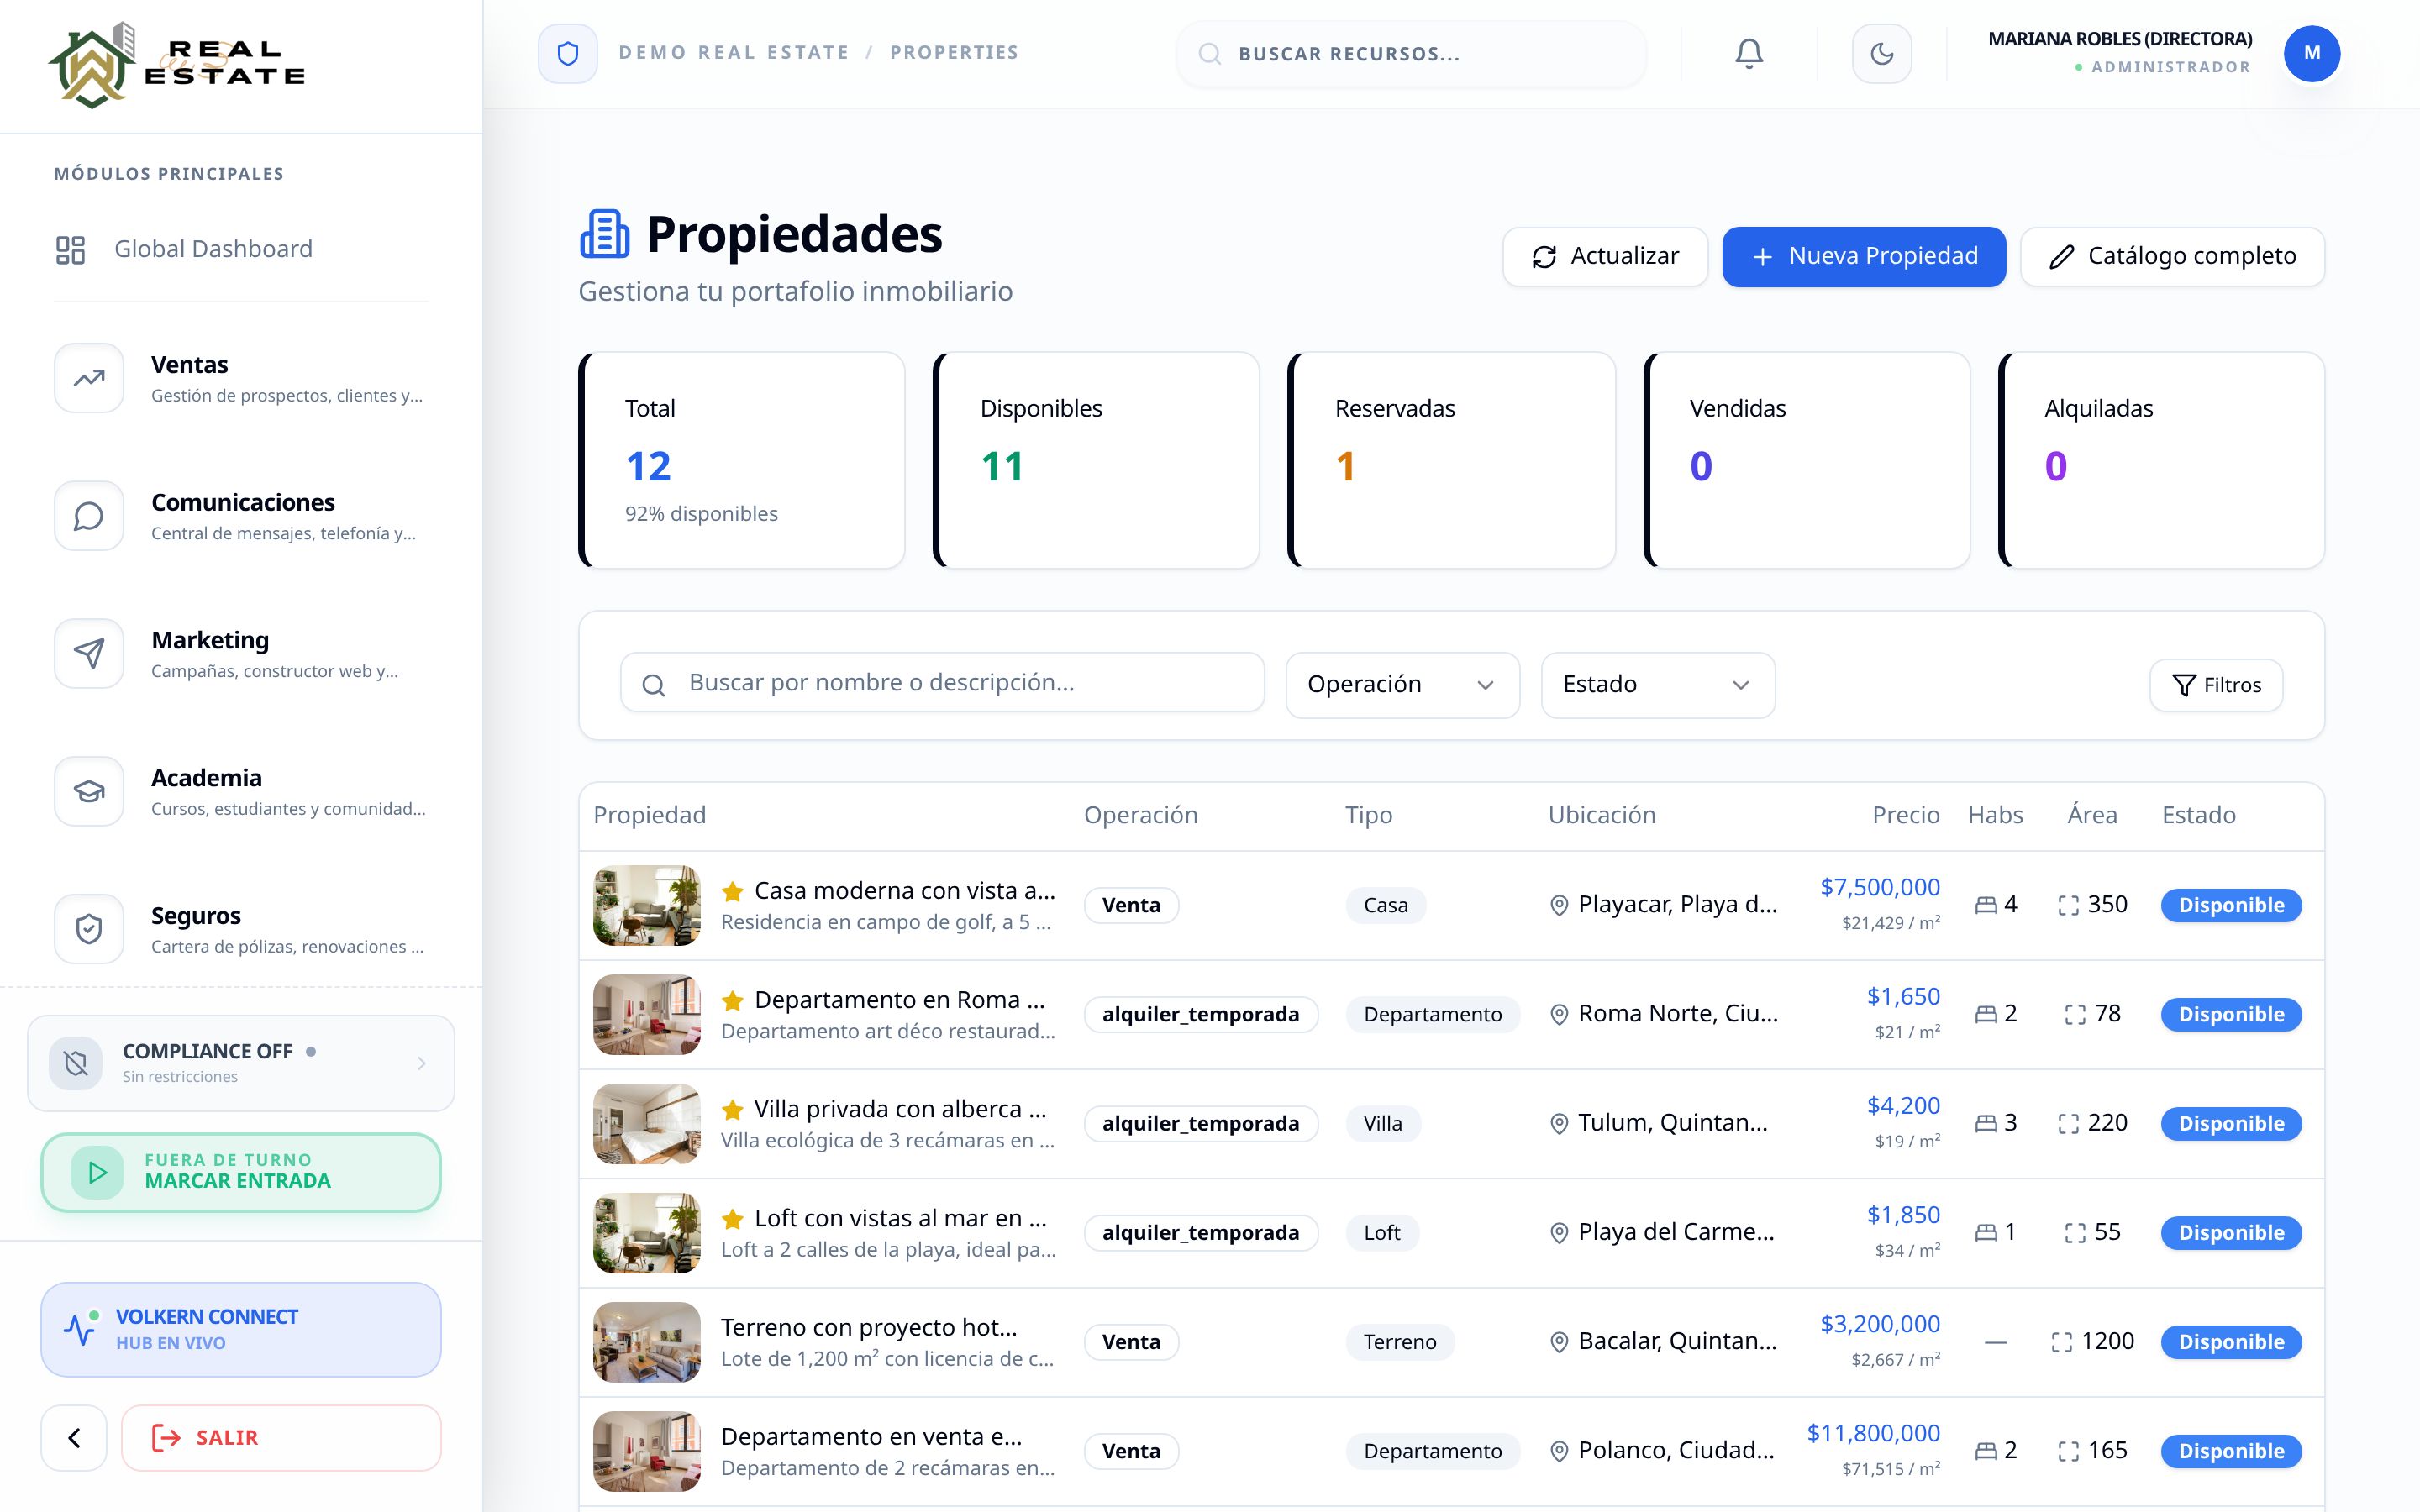 REAL
ESTATE
DEMO REAL ESTATE / PROPERTIES
BUSCAR RECURSOS...
MARIANA ROBLES (DIRECTORA)
ADMINISTRADOR
M
MÓDULOS PRINCIPALES
Global Dashboard
Ventas
Gestión de prospectos, clientes y...
Comunicaciones
Central de mensajes, telefonía y...
Marketing
Campañas, constructor web y...
Academia
Cursos, estudiantes y comunidad...
Seguros
Cartera de pólizas, renovaciones ...
COMPLIANCE OFF
Sin restricciones
FUERA DE TURNO
MARCAR ENTRADA
VOLKERN CONNECT
HUB EN VIVO
SALIR
Propiedades
Gestiona tu portafolio inmobiliario
Actualizar
Nueva Propiedad
Catálogo completo
Total
12
92% disponibles
Disponibles
11
Reservadas
1
Vendidas
0
Alquiladas
0
Buscar por nombre o descripción...
Operación
Estado
Filtros
Propiedad Operación Tipo Ubicación Precio Habs Área Estado
Casa moderna con vista a... Venta Casa Playacar, Playa d... $7,500,000 4 350 Disponible
Residencia en campo de golf, a 5 ... $21,429 / m²
Departamento en Roma ... alquiler_temporada Departamento Roma Norte, Ciu... $1,650 2 78 Disponible
Departamento art déco restaurad... $21 / m²
Villa privada con alberca ... alquiler_temporada Villa Tulum, Quintan... $4,200 3 220 Disponible
Villa ecológica de 3 recámaras en ... $19 / m²
Loft con vistas al mar en ... alquiler_temporada Loft Playa del Carme... $1,850 1 55 Disponible
Loft a 2 calles de la playa, ideal pa... $34 / m²
Terreno con proyecto hot... Venta Terreno Bacalar, Quintan... $3,200,000 — 1200 Disponible
Lote de 1,200 m² con licencia de c... $2,667 / m²
Departamento en venta e... Venta Departamento Polanco, Ciudad... $11,800,000 2 165 Disponible
Departamento de 2 recámaras en... $71,515 / m²